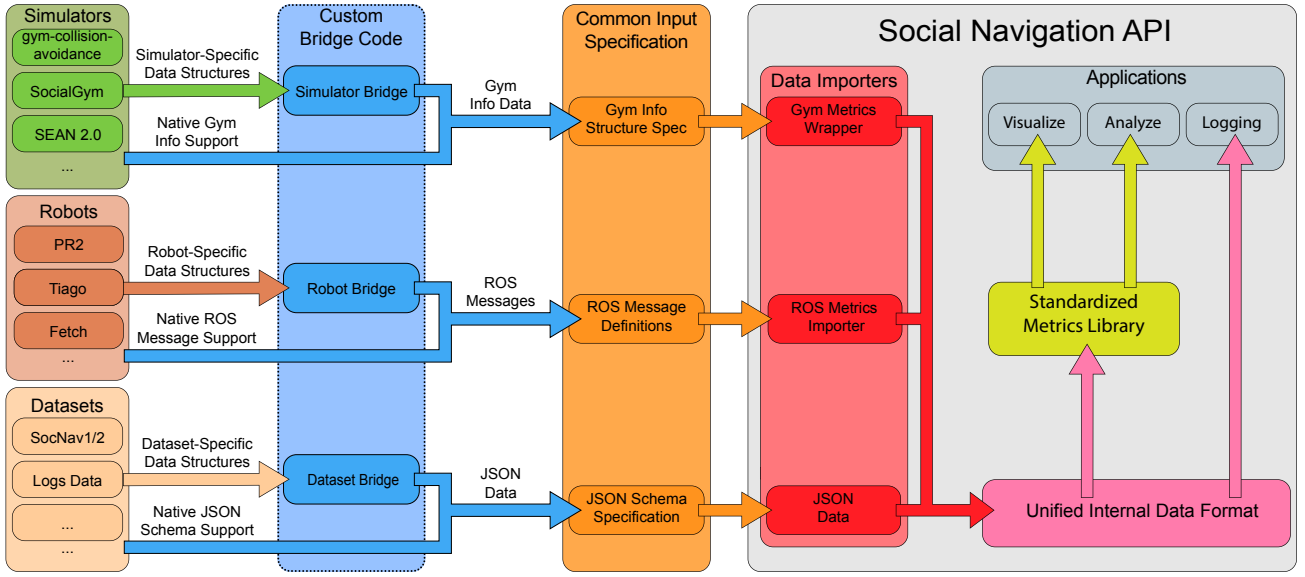 Simulators
gym-collision-
avoidance
SocialGym
SEAN 2.0
...
Simulator-Specific
Data Structures
Native Gym
Info Support
Robots
PR2
Tiago
Fetch
...
Robot-Specific
Data Structures
Native ROS
Message Support
Datasets
SocNav1/2
Logs Data
...
...
Dataset-Specific
Data Structures
Native JSON
Schema Support
Custom
Bridge Code
Simulator Bridge
Robot Bridge
Dataset Bridge
Gym
Info Data
ROS
Messages
JSON
Data
Common Input
Specification
Gym Info
Structure Spec
ROS Message
Definitions
JSON Schema
Specification
Social Navigation API
Data Importers
Gym Metrics
Wrapper
ROS Metrics
Importer
JSON
Data
Applications
Visualize
Analyze
Logging
Standardized
Metrics Library
Unified Internal Data Format